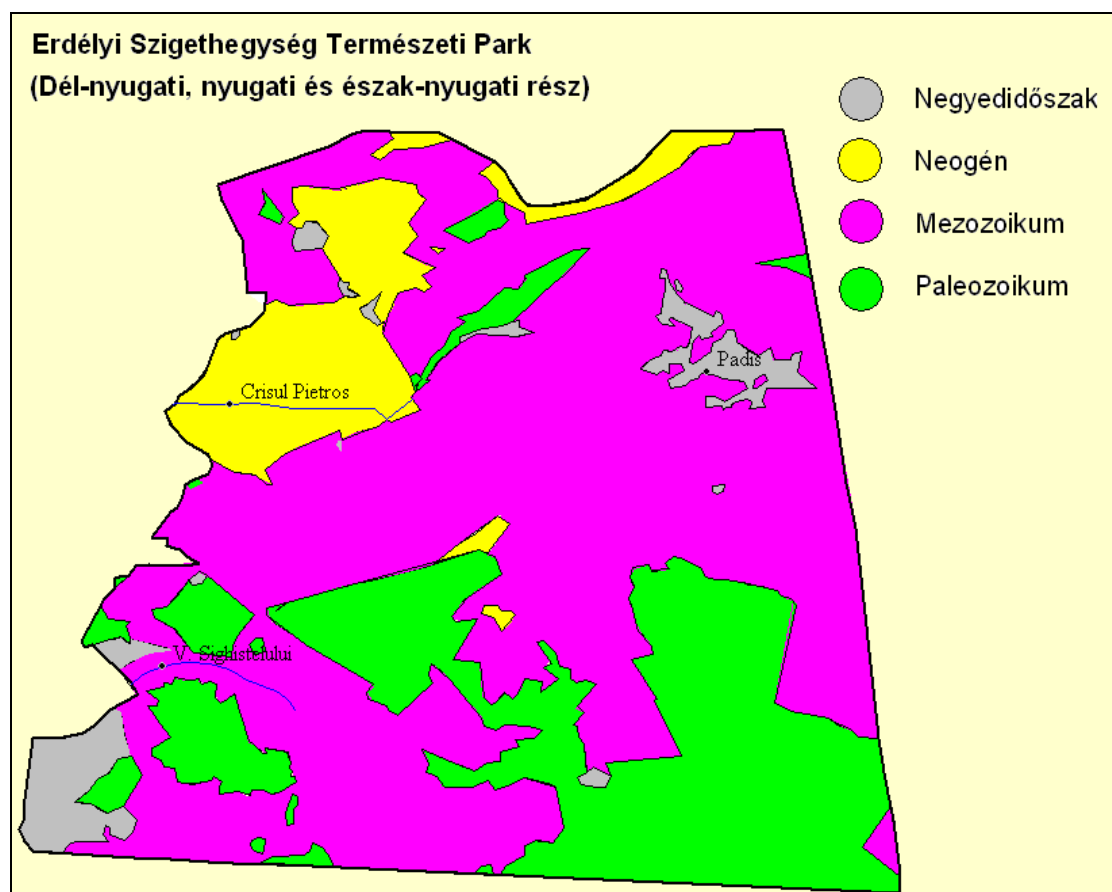 Erdélyi Szigethegység Természeti Park
(Dél-nyugati, nyugati és észak-nyugati rész)
Negyedidőszak
Neogén
Mezozoikum
Paleozoikum
Padis
Crisul Pietros
V. Sighistelului